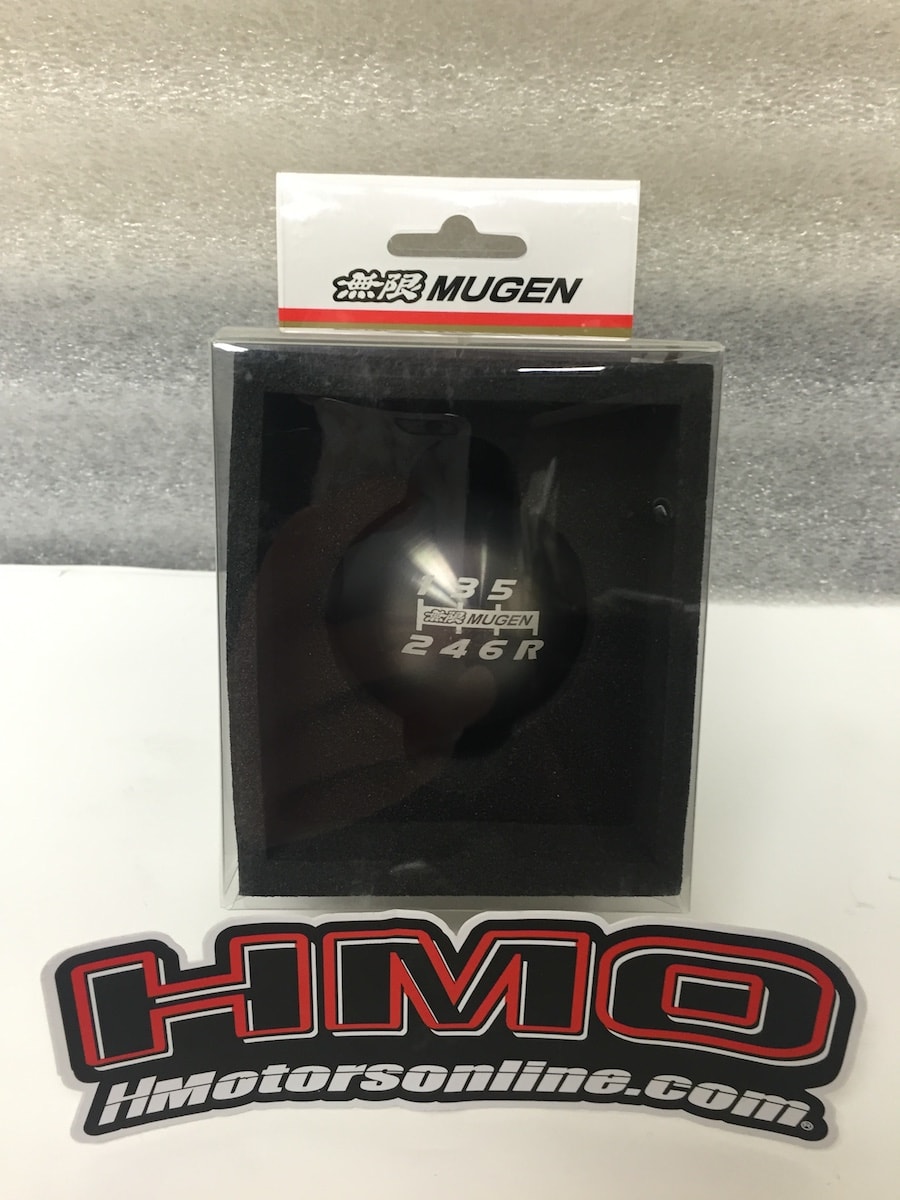 無限 MUGEN
1 3 5
無限 MUGEN
2 4 6 R
HMO
HMotorsonline.com®